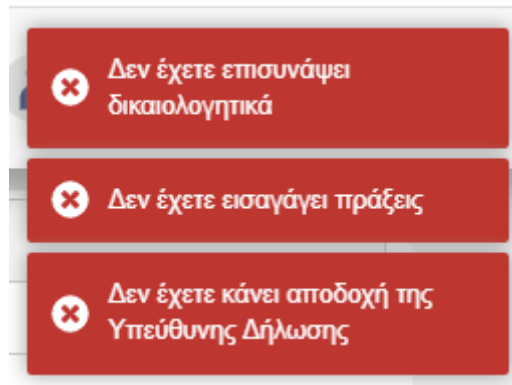 Δεν έχετε επισυνάψει
δικαιολογητικά
Δεν έχετε εισαγάγει πράξεις
Δεν έχετε κάνει αποδοχή της
Υπεύθυνης Δήλωσης